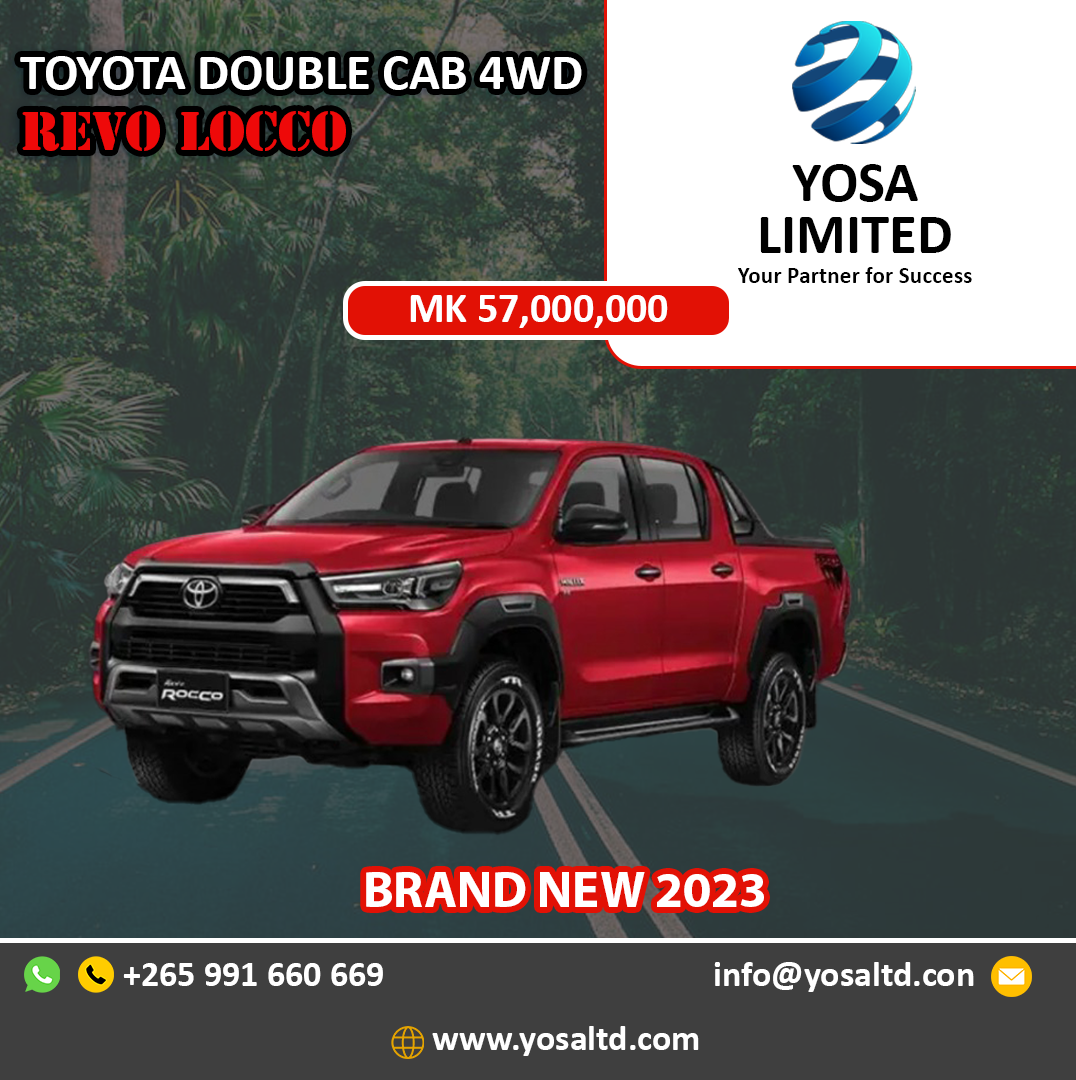 TOYOTA DOUBLE CAB 4WD
REVO LOCCO
YOSA
LIMITED
Your Partner for Success
MK 57,000,000
Revo
ROCCO
BRAND NEW 2023
+265 991 660 669
info@yosaltd.con
www.yosaltd.com